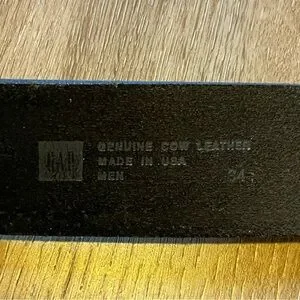 GAP
GENUINE COW LEATHER
MADE IN USA
MEN 34